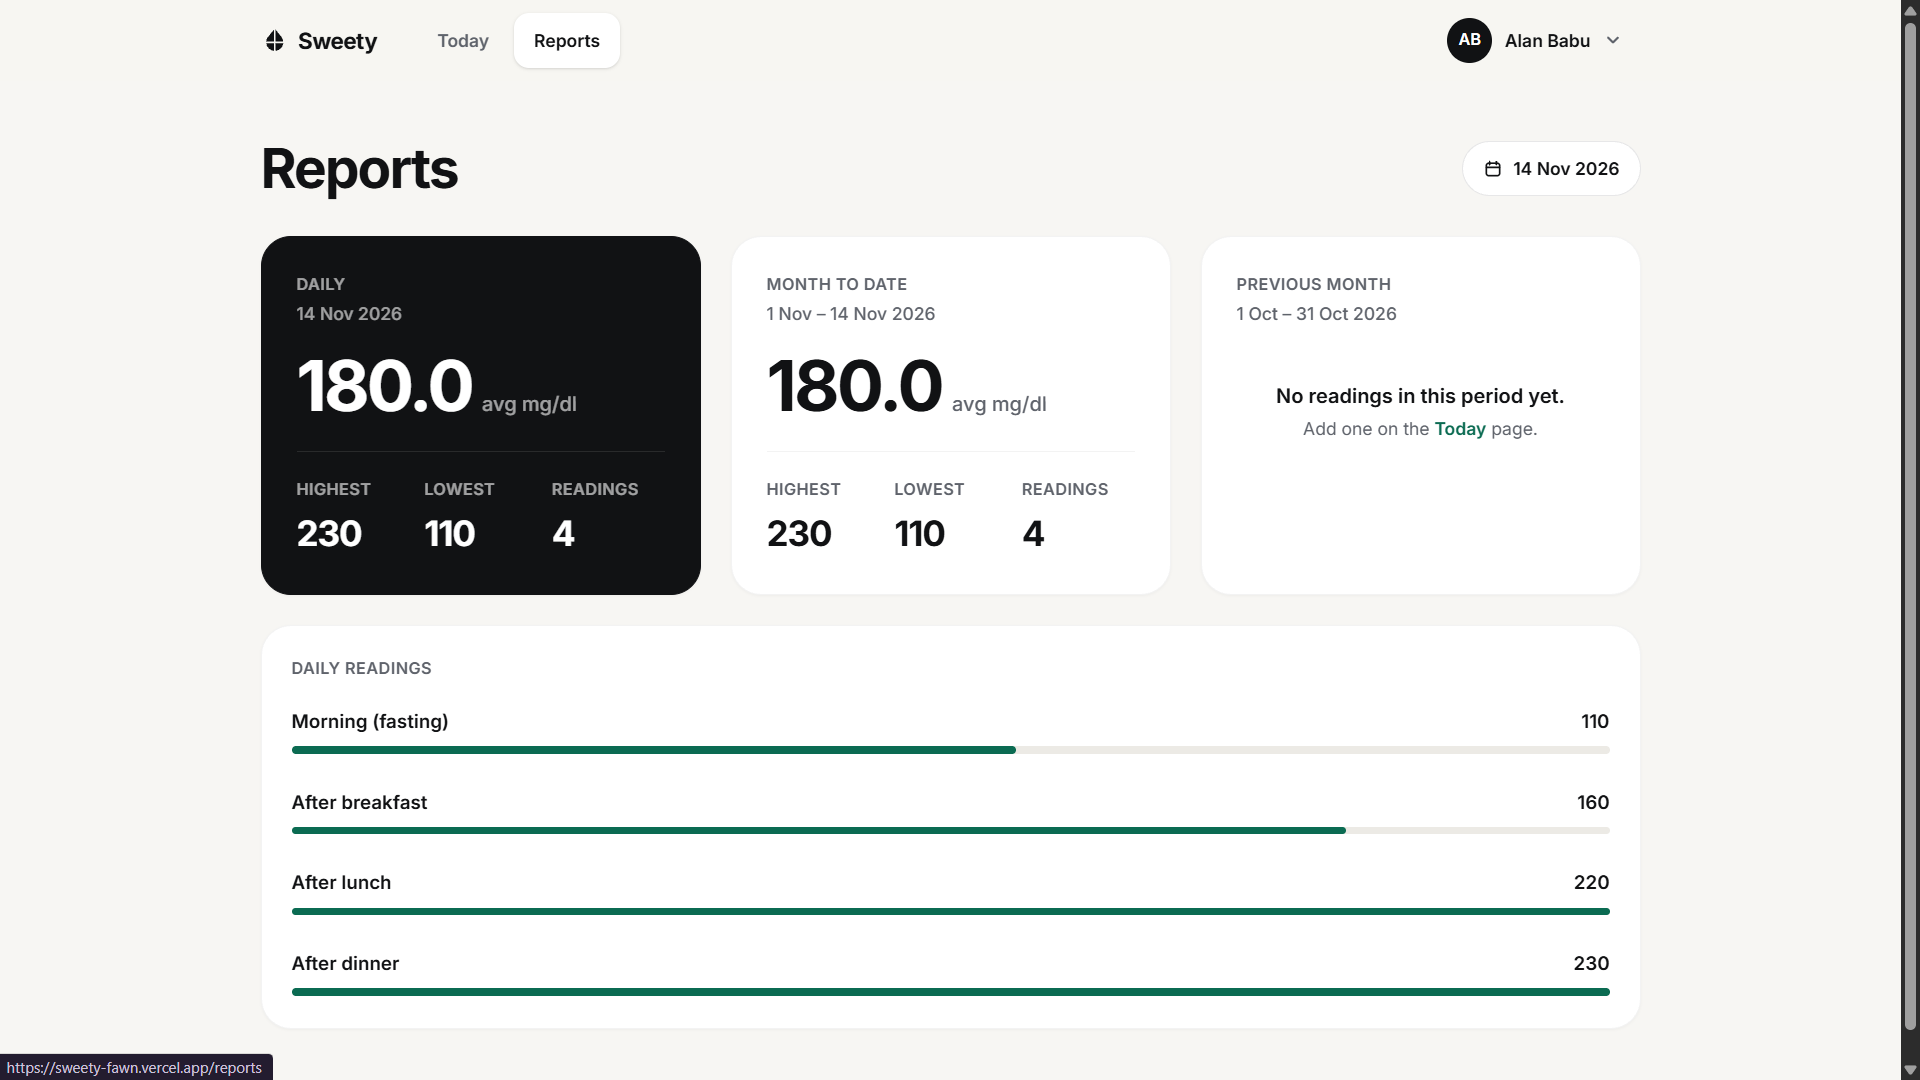 Sweety
Today
Reports
AB
Alan Babu
Reports
14 Nov 2026
DAILY
14 Nov 2026
180.0 avg mg/dl
HIGHEST LOWEST READINGS
230 110 4
MONTH TO DATE
1 Nov – 14 Nov 2026
180.0 avg mg/dl
HIGHEST LOWEST READINGS
230 110 4
PREVIOUS MONTH
1 Oct – 31 Oct 2026
No readings in this period yet.
Add one on the Today page.
DAILY READINGS
Morning (fasting) 110
After breakfast 160
After lunch 220
After dinner 230
https://sweety-fawn.vercel.app/reports